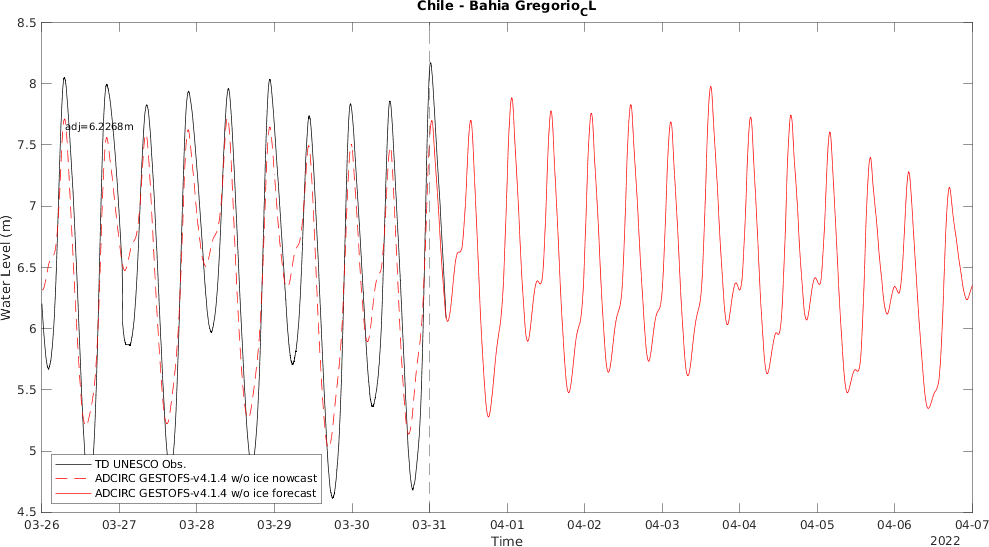 Chile - Bahia Gregorio_CL
8.5
8
7.5
7
6.5
6
5.5
5
4.5
Water Level (m)
adj=6.2268m
TD UNESCO Obs.
ADCIRC GESTOFS-v4.1.4 w/o ice nowcast
ADCIRC GESTOFS-v4.1.4 w/o ice forecast
03-26 03-27 03-28 03-29 03-30 03-31 04-01 04-02 04-03 04-04 04-05 04-06 04-07
Time
2022